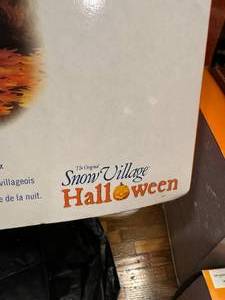 x
villageois
e de la nuit.
The Original
Snow Village
Halloween